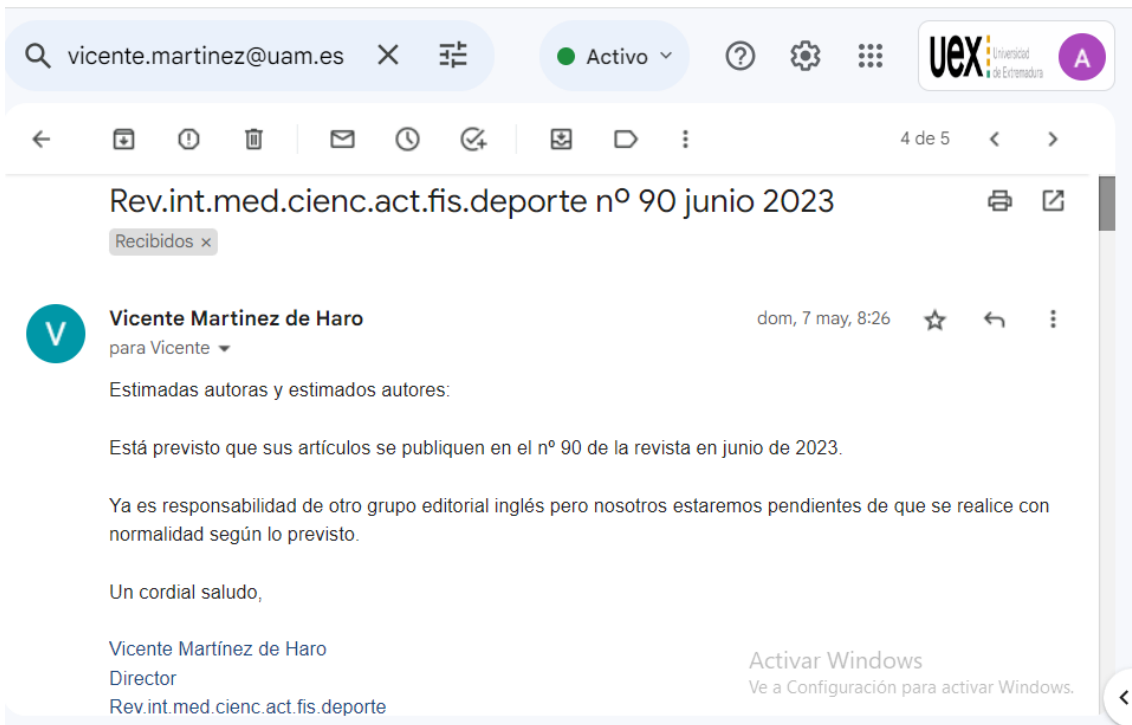 vicente.martinez@uam.es
Activo
uex Universidad
de Extremadura
A
4 de 5
Rev.int.med.cienc.act.fis.deporte nº 90 junio 2023
Recibidos ×
V
Vicente Martinez de Haro
dom, 7 may, 8:26
para Vicente
Estimadas autoras y estimados autores:
Está previsto que sus artículos se publiquen en el nº 90 de la revista en junio de 2023.
Ya es responsabilidad de otro grupo editorial inglés pero nosotros estaremos pendientes de que se realice con
normalidad según lo previsto.
Un cordial saludo,
Vicente Martínez de Haro
Director
Rev.int.med.cienc.act.fis.deporte
Activar Windows
Ve a Configuración para activar Windows.